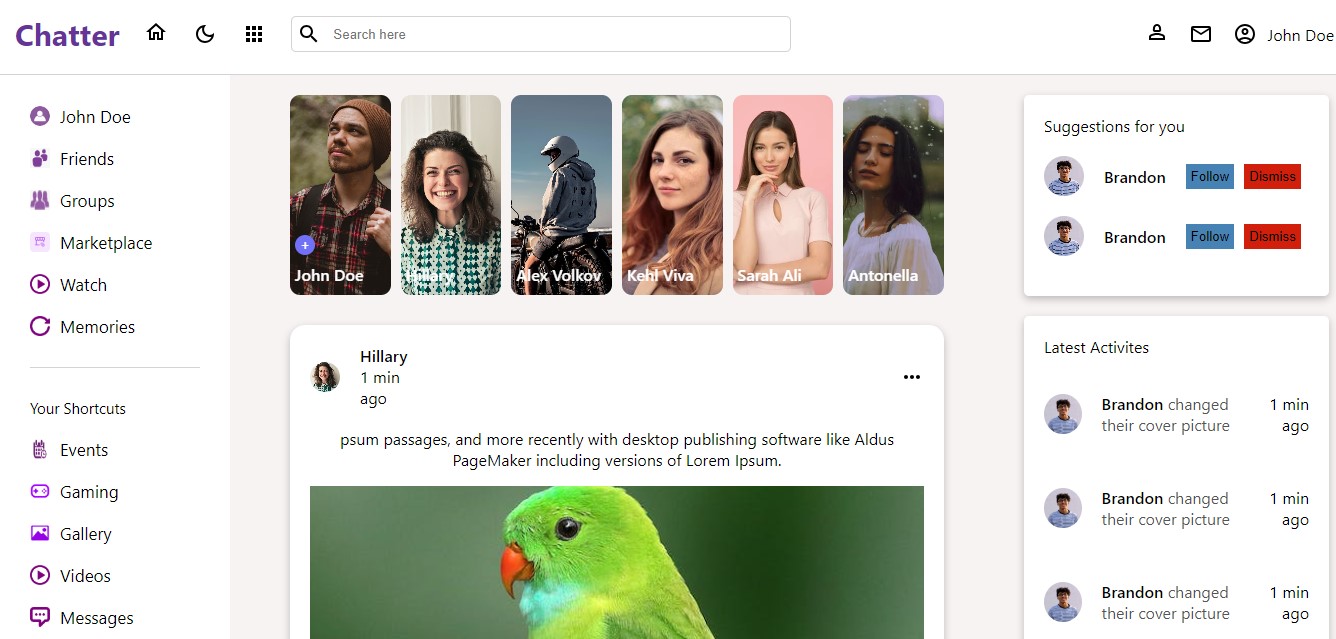 Chatter
Search here
John Doe
John Doe
Friends
Groups
Marketplace
Watch
Memories
Your Shortcuts
Events
Gaming
Gallery
Videos
Messages
John Doe
Hillary
Alex Volkov
Kehl Viva
Sarah Ali
Antonella
Hillary
1 min
ago
psum passages, and more recently with desktop publishing software like Aldus
PageMaker including versions of Lorem Ipsum.
Suggestions for you
Brandon Follow Dismiss
Brandon Follow Dismiss
Latest Activites
Brandon changed 1 min
their cover picture ago
Brandon changed 1 min
their cover picture ago
Brandon changed 1 min
their cover picture ago